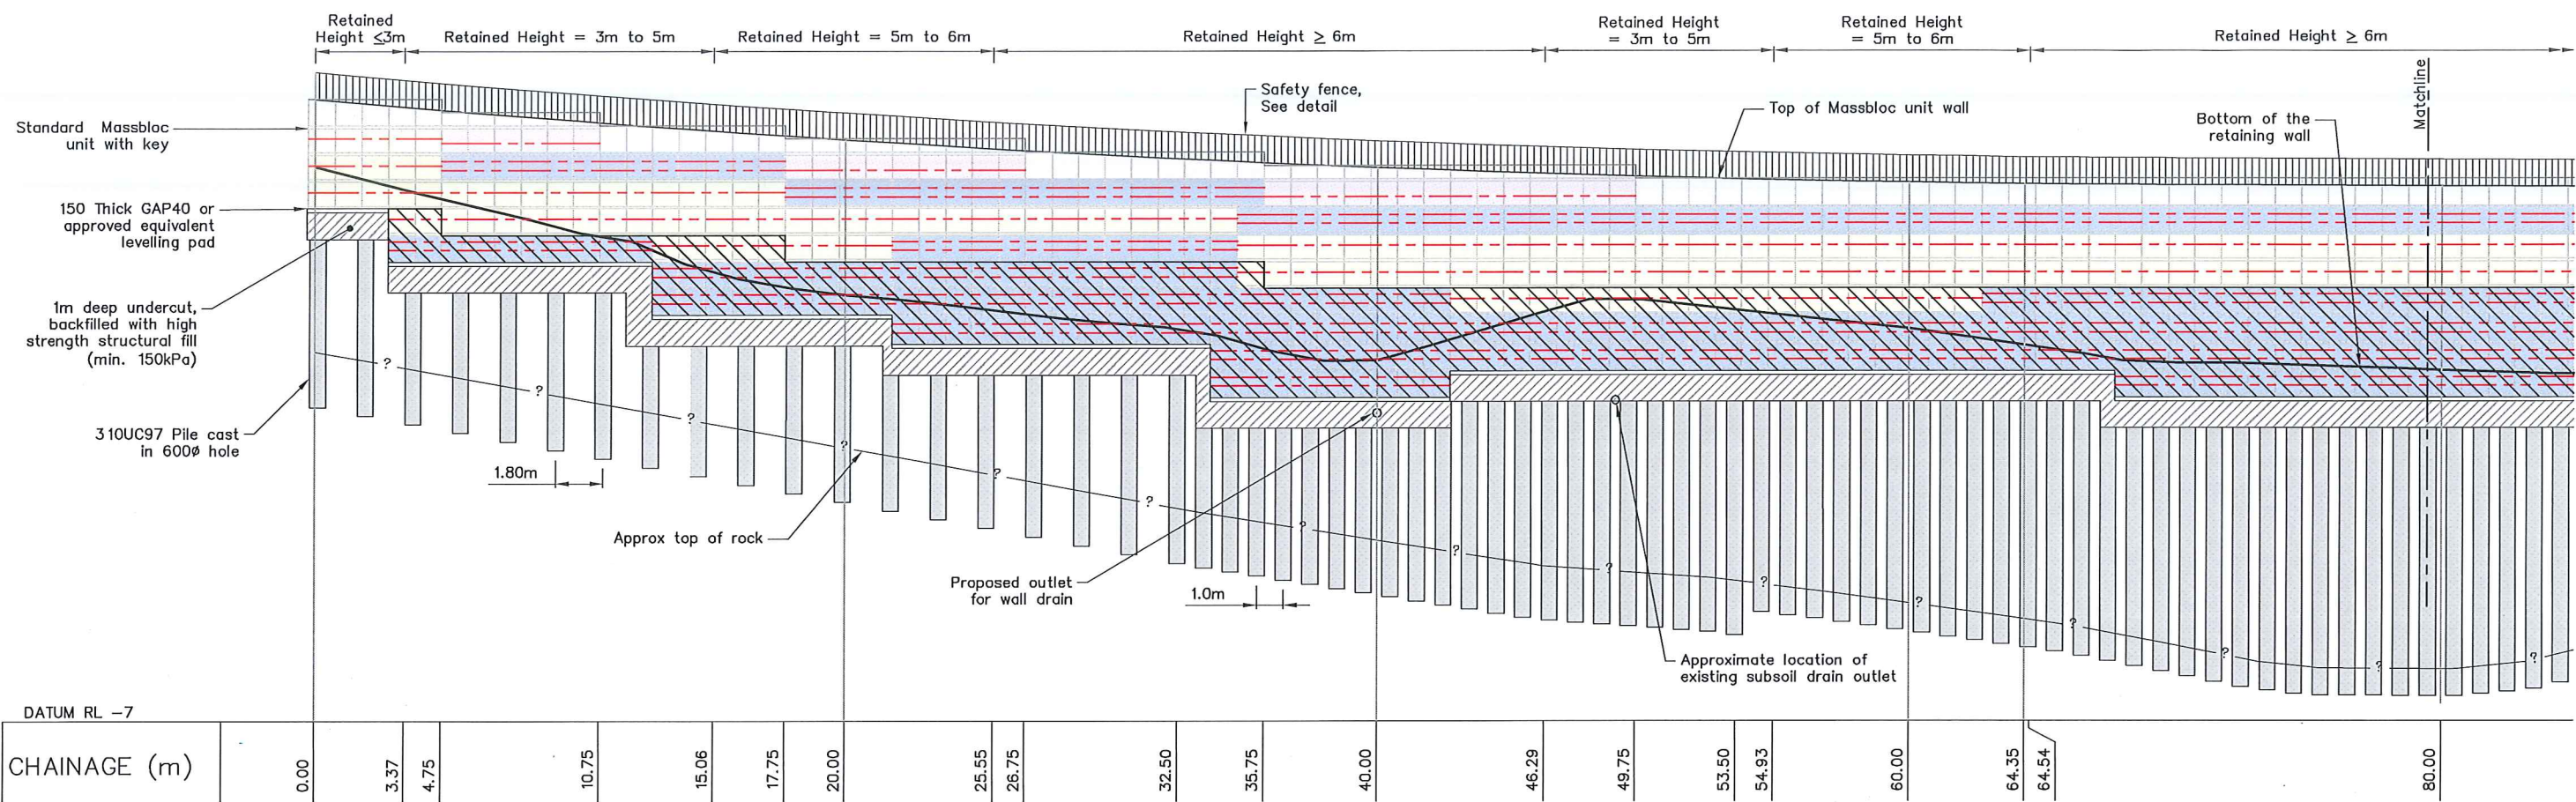 Retained
Height ≤3m
Retained Height = 3m to 5m
Retained Height = 5m to 6m
Retained Height ≥ 6m
Retained Height
= 3m to 5m
Retained Height
= 5m to 6m
Retained Height ≥ 6m
Matchline
Safety fence,
See detail
Top of Massbloc unit wall
Bottom of the
retaining wall
Standard Massbloc
unit with key
150 Thick GAP40 or
approved equivalent
levelling pad
1m deep undercut,
backfilled with high
strength structural fill
(min. 150kPa)
310UC97 Pile cast
in 600ø hole
? ? ? ? ? ? ? ? ? ? ? ? ? ? ?
1.80m
Approx top of rock
Proposed outlet
for wall drain
1.0m
Approximate location of
existing subsoil drain outlet
DATUM RL -7
CHAINAGE (m)
0.00
3.37
4.75
10.75
15.06
17.75
20.00
25.55
26.75
32.50
35.75
40.00
46.29
49.75
53.50
54.93
60.00
64.35
64.54
80.00